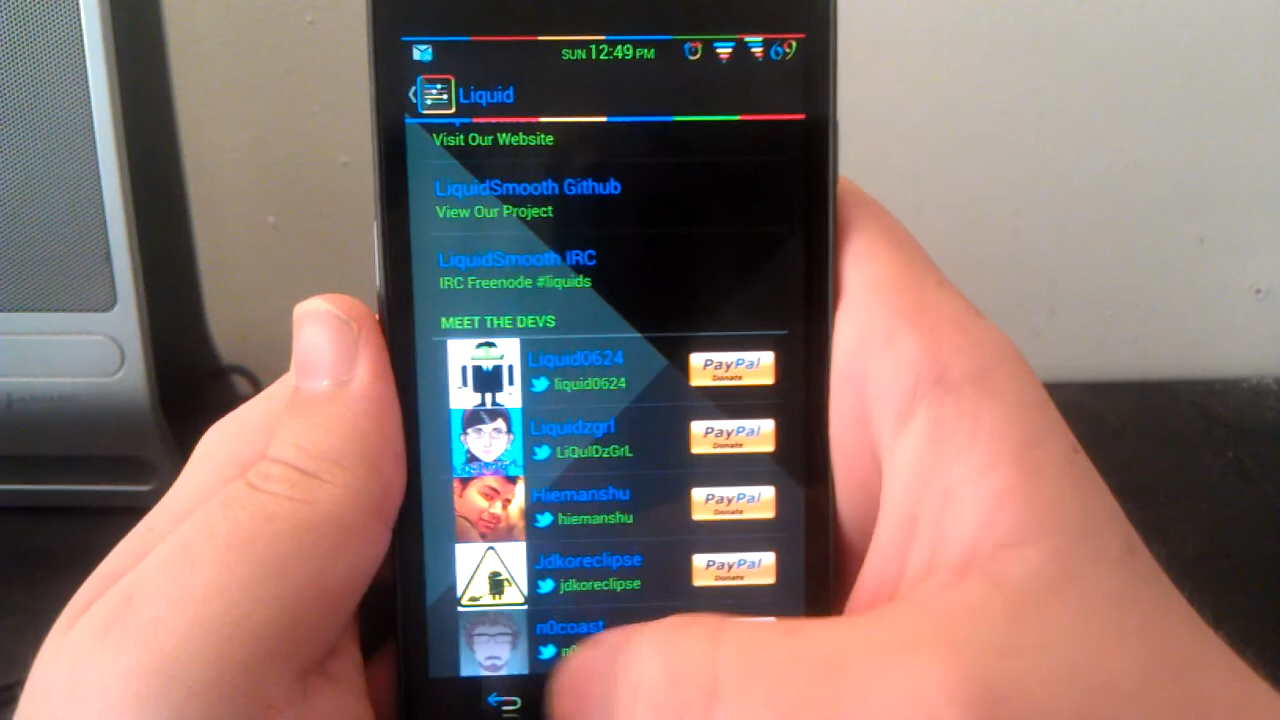 SUN 12:49 PM 69
Liquid
Visit Our Website
LiquidSmooth Github
View Our Project
LiquidSmooth IRC
IRC Freenode #liquids
MEET THE DEVS
Liquid0624
PayPal
liquid0624
Donate
Liquidzgrl
PayPal
LiQuIDzGrL
Donate
Hiemanshu
PayPal
hiemanshu
Donate
Jdkoreclipse
PayPal
jdkoreclipse
Donate
n0coast